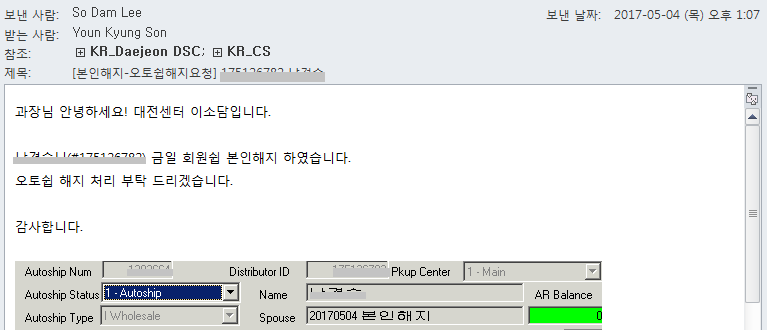 보낸 사람: So Dam Lee 보낸 날짜: 2017-05-04 (목) 오후 1:07
받는 사람: Youn Kyung Son
참조: KR_Daejeon DSC; KR_CS
제목: [본인해지-오토쉽해지요청]
과장님 안녕하세요! 대전센터 이소담입니다.
금일 회원쉽 본인해지 하였습니다.
오토쉽 해지 처리 부탁 드리겠습니다.
감사합니다.
Autoship Num Distributor ID Pkup Center 1 - Main
Autoship Status 1 - Autoship Name AR Balance
Autoship Type | Wholesale Spouse 20170504 본인해지 0